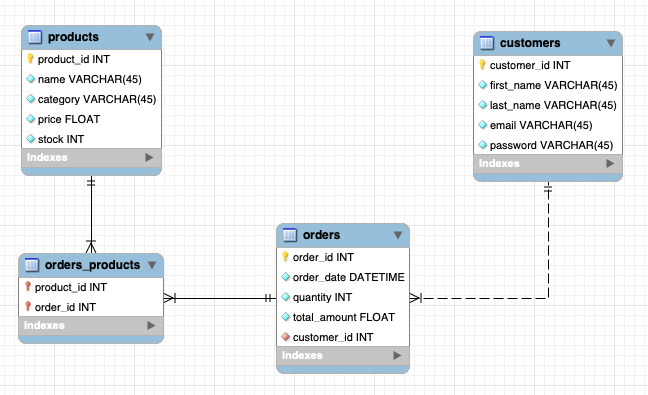 products
product_id INT
name VARCHAR(45)
category VARCHAR(45)
price FLOAT
stock INT
Indexes
customers
customer_id INT
first_name VARCHAR(45)
last_name VARCHAR(45)
email VARCHAR(45)
password VARCHAR(45)
Indexes
orders_products
product_id INT
order_id INT
Indexes
orders
order_id INT
order_date DATETIME
quantity INT
total_amount FLOAT
customer_id INT
Indexes